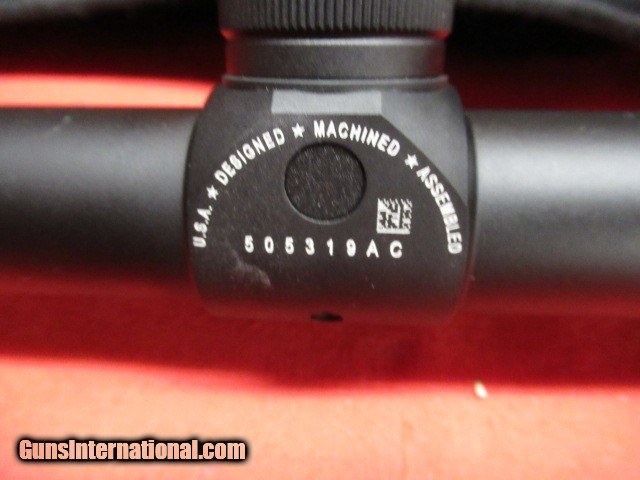 U.S.A. ★ DESIGNED ★ MACHINED ★ ASSEMBLED
505319AC
GunsInternational.com